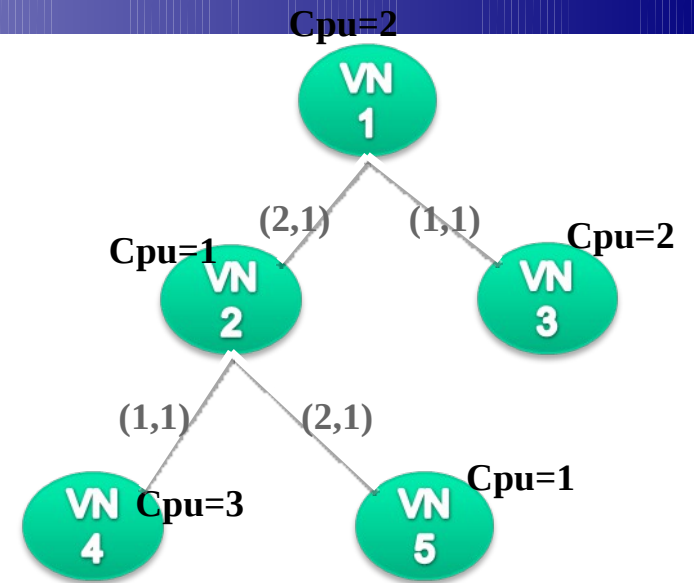 Cpu=2
VN
1
(2,1)
(1,1)
Cpu=1
Cpu=2
VN
2
VN
3
(1,1)
(2,1)
VN
4
Cpu=3
VN
5
Cpu=1